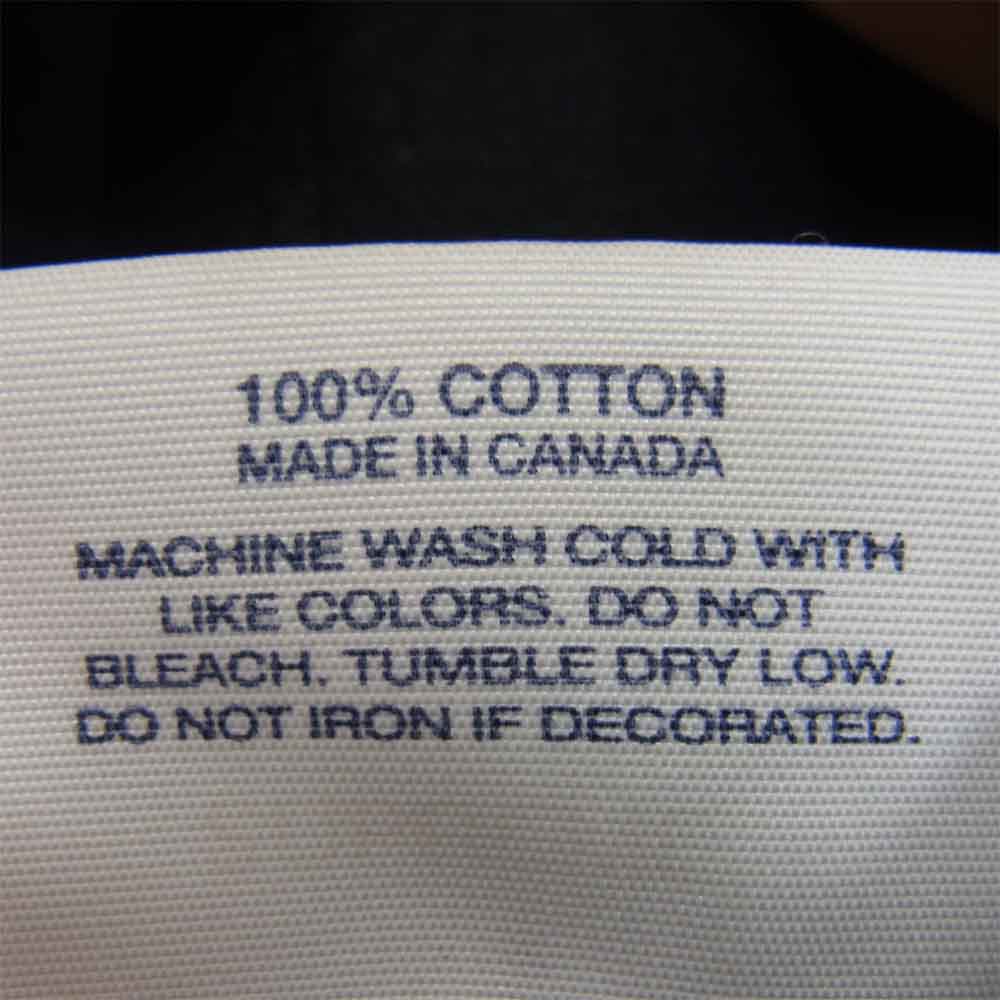 100% COTTON
MADE IN CANADA
MACHINE WASH COLD WITH
LIKE COLORS. DO NOT
BLEACH. TUMBLE DRY LOW.
DO NOT IRON IF DECORATED.